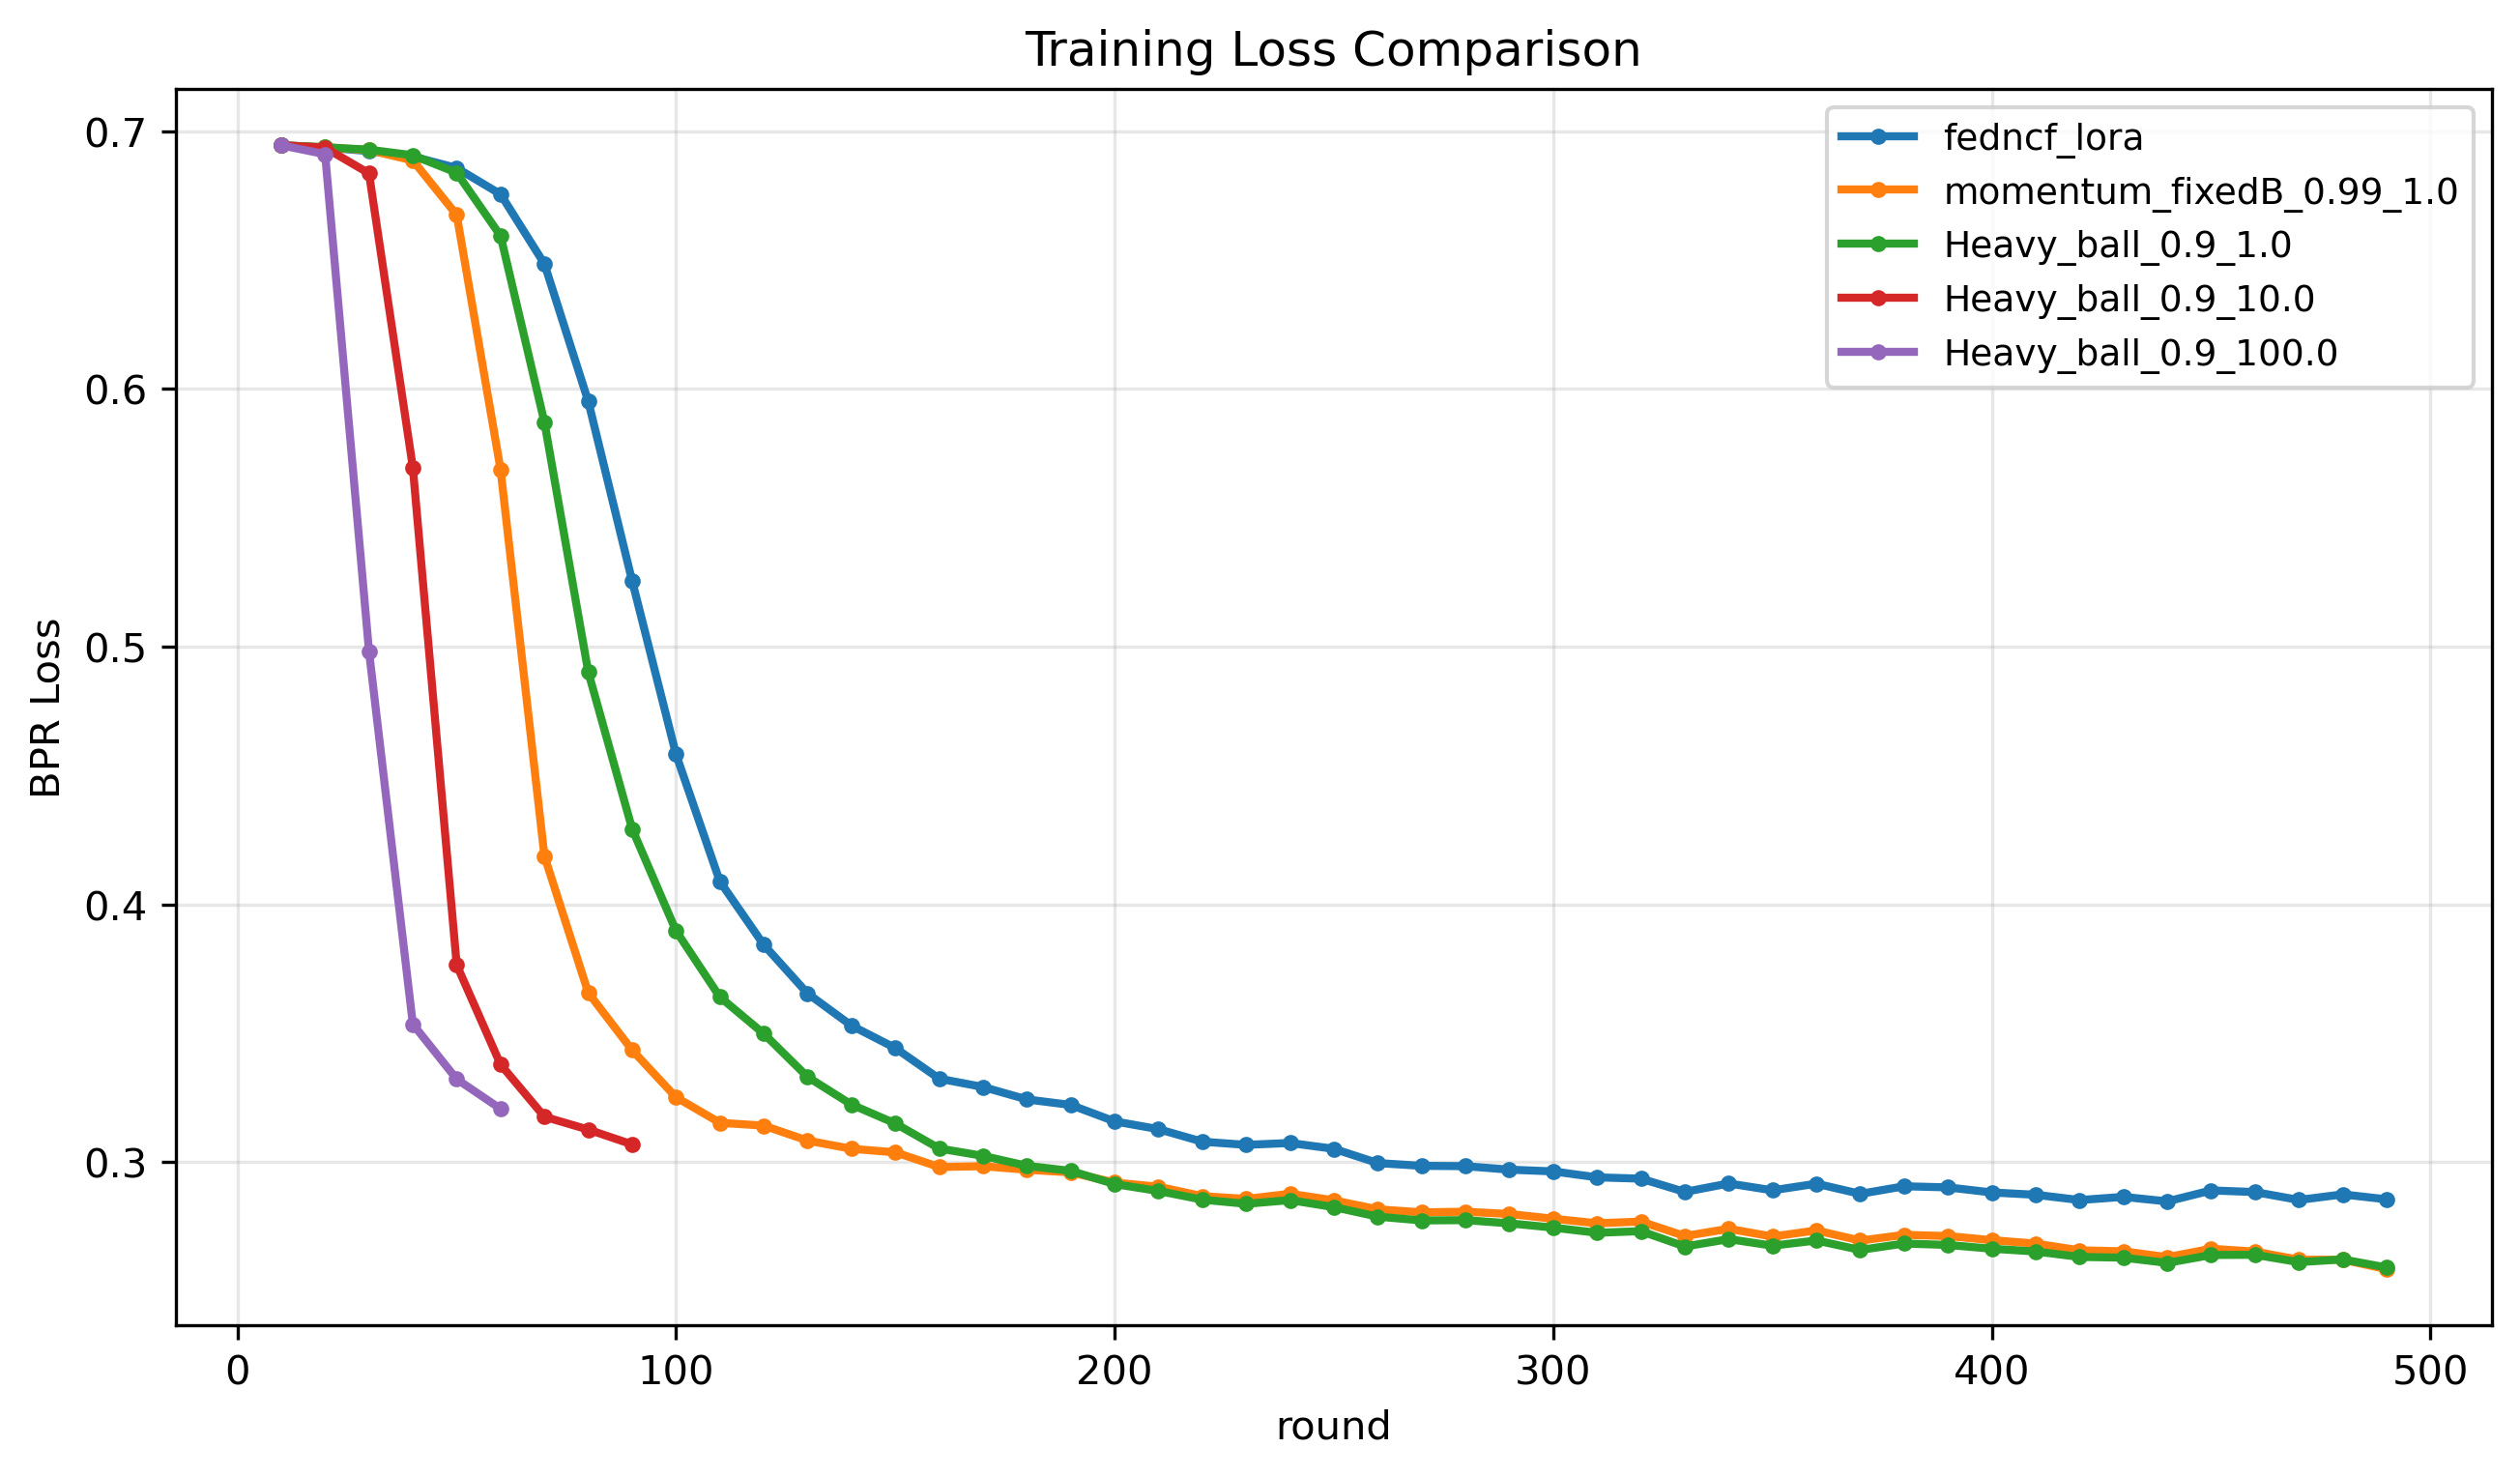 Training Loss Comparison
0.7
0.6
0.5
0.4
0.3
BPR Loss
fedncf_lora
momentum_fixedB_0.99_1.0
Heavy_ball_0.9_1.0
Heavy_ball_0.9_10.0
Heavy_ball_0.9_100.0
0 100 200 300 400 500
round